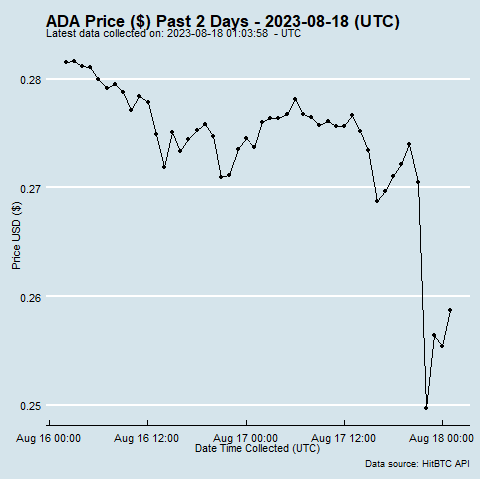 ADA Price ($) Past 2 Days - 2023-08-18 (UTC)
Latest data collected on: 2023-08-18 01:03:58 - UTC
0.28
0.27
0.26
0.25
Price USD ($)
Aug 16 00:00 Aug 16 12:00 Aug 17 00:00 Aug 17 12:00 Aug 18 00:00
Date Time Collected (UTC)
Data source: HitBTC API